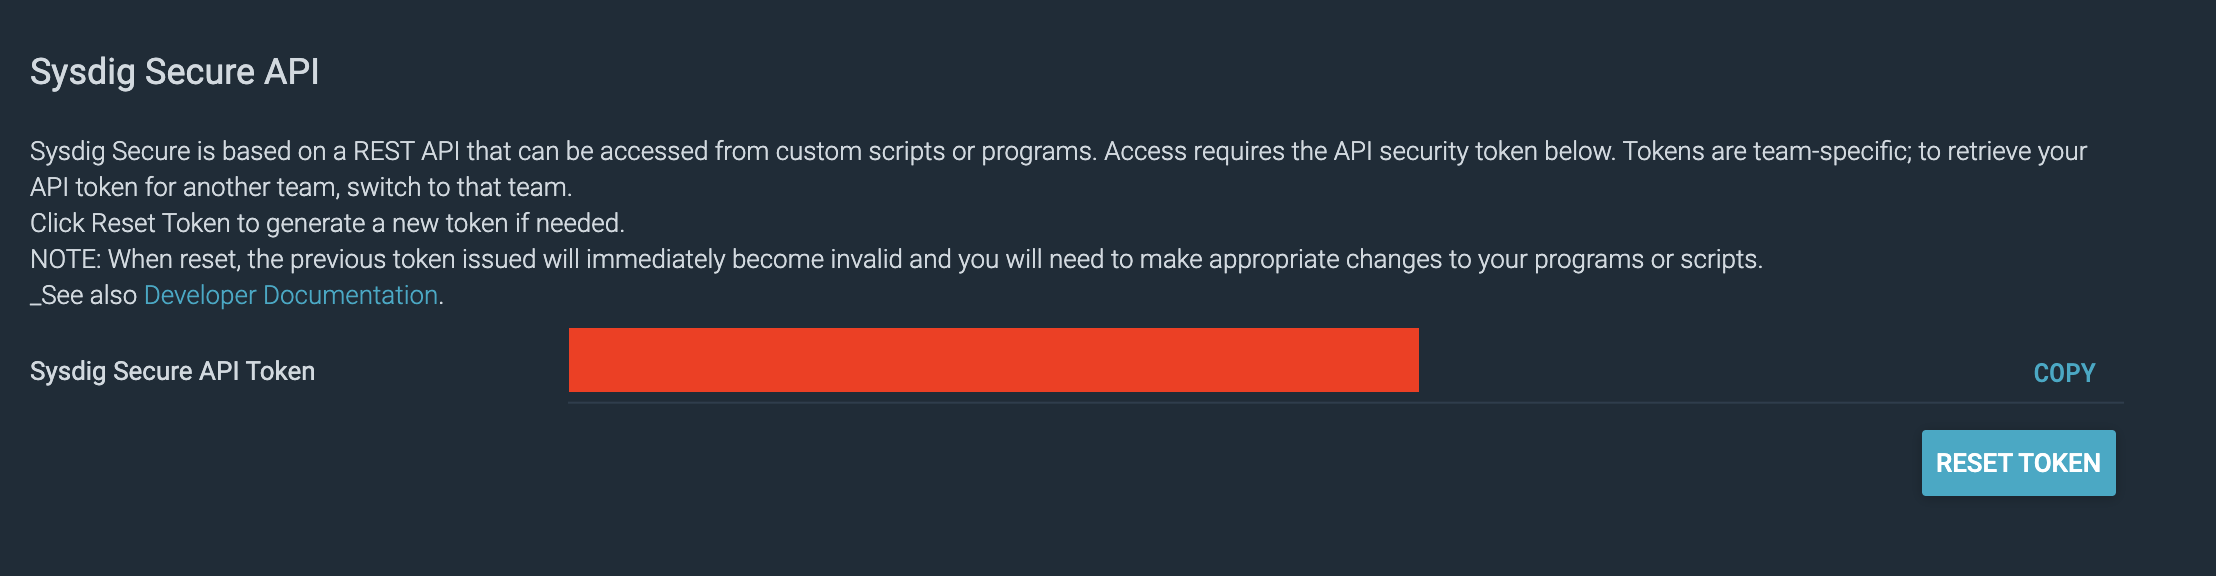 Sysdig Secure API
Sysdig Secure is based on a REST API that can be accessed from custom scripts or programs. Access requires the API security token below. Tokens are team-specific; to retrieve your
API token for another team, switch to that team.
Click Reset Token to generate a new token if needed.
NOTE: When reset, the previous token issued will immediately become invalid and you will need to make appropriate changes to your programs or scripts.
_See also Developer Documentation.
Sysdig Secure API Token
COPY
RESET TOKEN